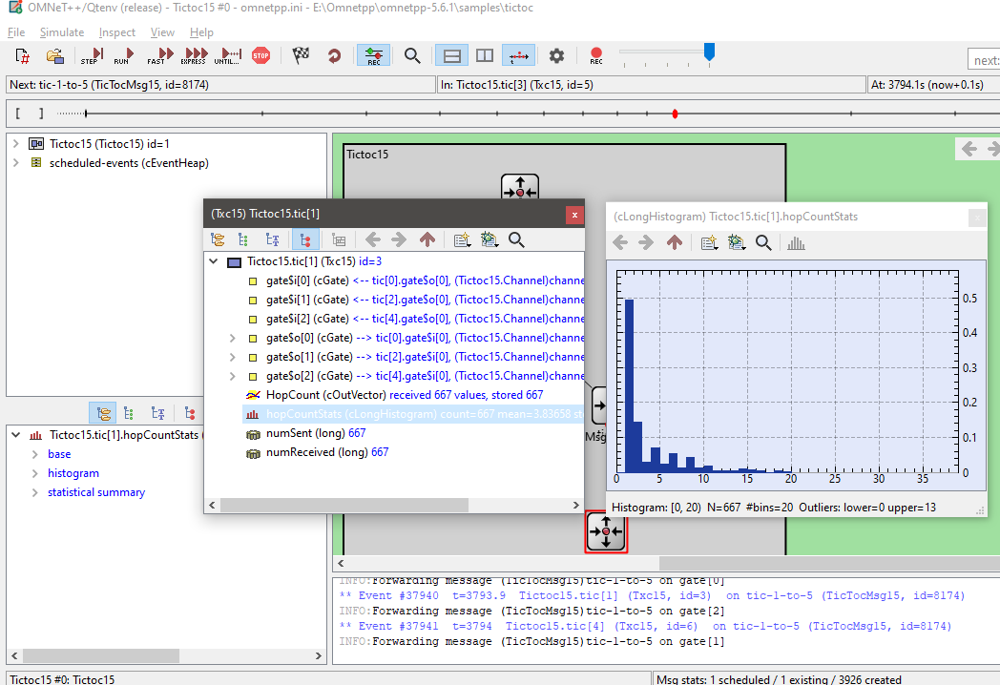 OMNeT++/Qtenv (release) - Tictoc15 #0 - omnetpp.ini - E:\Omnetpp\omnetpp-5.6.1\samples\tictoc
File Simulate Inspect View Help
STEP RUN FAST EXPRESS UNTIL... STOP REC REC
next:
Next: tic-1-to-5 (TicTocMsg15, id=8174)
In: Tictoc15.tic[3] (Txc15, id=5)
At: 3794.1s (now+0.1s)
[ ]
Tictoc15 (Tictoc15) id=1
scheduled-events (cEventHeap)
Tictoc15
(Txc15) Tictoc15.tic[1]
Tictoc15.tic[1] (Txc15) id=3
gate$i[0] (cGate) <-- tic[0].gate$o[0], (Tictoc15.Channel)channe
gate$i[1] (cGate) <-- tic[2].gate$o[0], (Tictoc15.Channel)channe
gate$i[2] (cGate) <-- tic[4].gate$o[0], (Tictoc15.Channel)channe
gate$o[0] (cGate) --> tic[0].gate$i[0], (Tictoc15.Channel)channe
gate$o[1] (cGate) --> tic[2].gate$i[0], (Tictoc15.Channel)channe
gate$o[2] (cGate) --> tic[4].gate$i[0], (Tictoc15.Channel)channe
HopCount (cOutVector) received 667 values, stored 667
hopCountStats (cLongHistogram) count=667 mean=3.83658 st
numSent (long) 667
numReceived (long) 667
(cLongHistogram) Tictoc15.tic[1].hopCountStats
0.5
0.4
0.3
0.2
0.1
0
0 5 10 15 20 25 30 35
Histogram: [0, 20) N=667 #bins=20 Outliers: lower=0 upper=13
Tictoc15.tic[1].hopCountStats (
base
histogram
statistical summary
INFO:Forwarding message (TicTocMsg15)tic-1-to-5 on gate[0]
** Event #37940 t=3793.9 Tictoc15.tic[1] (Txc15, id=3) on tic-1-to-5 (TicTocMsg15, id=8174)
INFO:Forwarding message (TicTocMsg15)tic-1-to-5 on gate[2]
** Event #37941 t=3794 Tictoc15.tic[4] (Txc15, id=6) on tic-1-to-5 (TicTocMsg15, id=8174)
INFO:Forwarding message (TicTocMsg15)tic-1-to-5 on gate[1]
Tictoc15 #0: Tictoc15
Msg stats: 1 scheduled / 1 existing / 3926 created